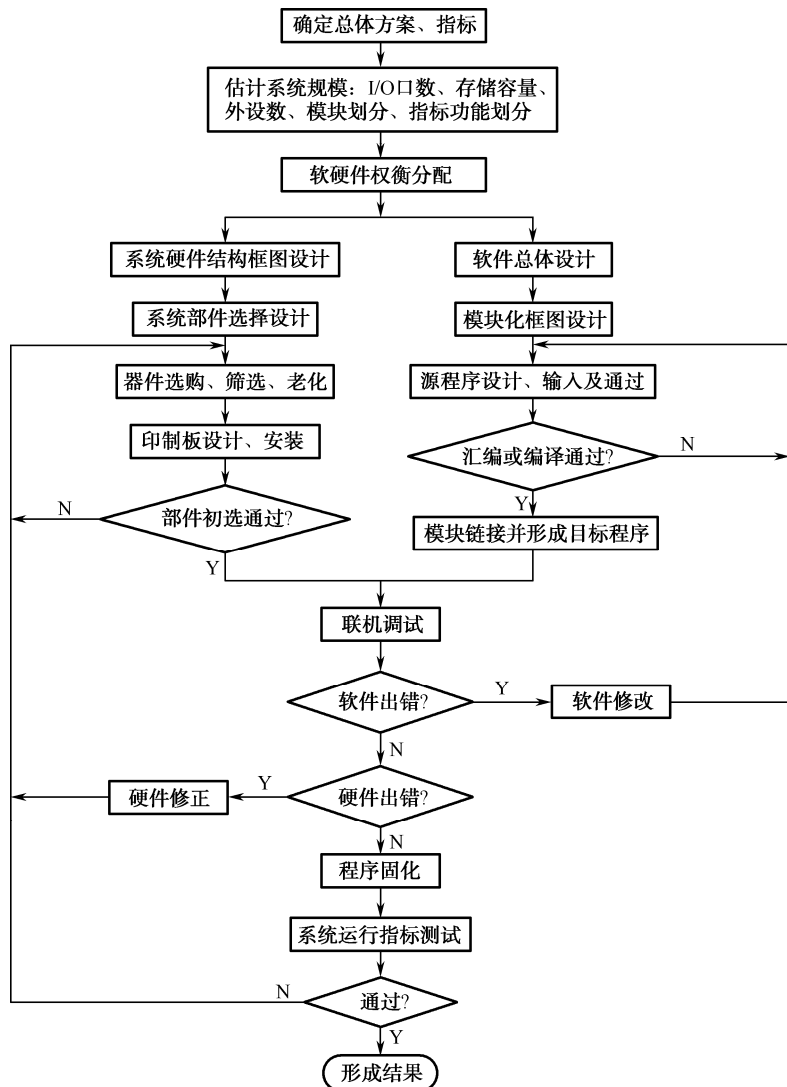 确定总体方案、指标
估计系统规模：I/O口数、存储容量、
外设数、模块划分、指标功能划分
软硬件权衡分配
系统硬件结构框图设计
软件总体设计
系统部件选择设计
模块化框图设计
器件选购、筛选、老化
源程序设计、输入及通过
印制板设计、安装
汇编或编译通过?
N
Y
部件初选通过?
N
Y
模块链接并形成目标程序
联机调试
软件出错?
Y
软件修改
N
硬件出错?
Y
硬件修正
N
程序固化
系统运行指标测试
通过?
N
Y
形成结果